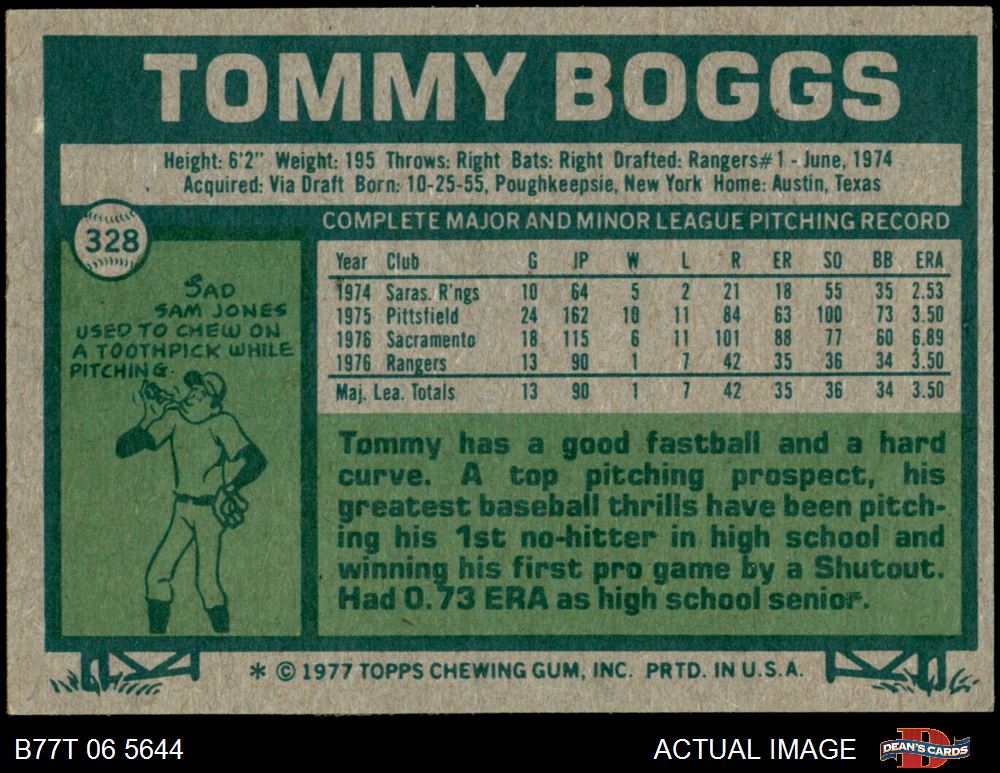 TOMMY BOGGS
Height: 6'2" Weight: 195 Throws: Right Bats: Right Drafted: Rangers#1 - June, 1974
Acquired: Via Draft Born: 10-25-55, Poughkeepsie, New York Home: Austin, Texas
328
COMPLETE MAJOR AND MINOR LEAGUE PITCHING RECORD
SAD
SAM JONES
USED TO CHEW ON
A TOOTHPICK WHILE
PITCHING.
Year Club G IP W L R ER SO BB ERA
1974 Saras. R'ngs 10 64 5 2 21 18 55 35 2.53
1975 Pittsfield 24 162 10 11 84 63 100 73 3.50
1976 Sacramento 18 115 6 11 101 88 77 60 6.89
1976 Rangers 13 90 1 7 42 35 36 34 3.50
Maj. Lea. Totals 13 90 1 7 42 35 36 34 3.50
Tommy has a good fastball and a hard
curve. A top pitching prospect, his
greatest baseball thrills have been pitch-
ing his 1st no-hitter in high school and
winning his first pro game by a Shutout.
Had 0.73 ERA as high school senior.
* © 1977 TOPPS CHEWING GUM, INC. PRTD. IN U.S.A.
B77T 06 5644 ACTUAL IMAGE
DEAN'S CARDS